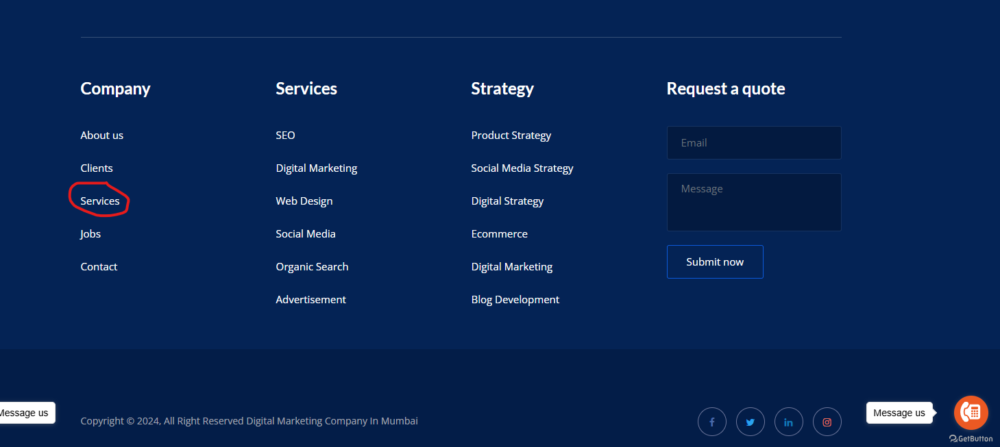 Company
About us
Clients
Services
Jobs
Contact
Services
SEO
Digital Marketing
Web Design
Social Media
Organic Search
Advertisement
Strategy
Product Strategy
Social Media Strategy
Digital Strategy
Ecommerce
Digital Marketing
Blog Development
Request a quote
Email
Message
Submit now
Message us
Copyright © 2024, All Right Reserved Digital Marketing Company In Mumbai
Message us
GetButton